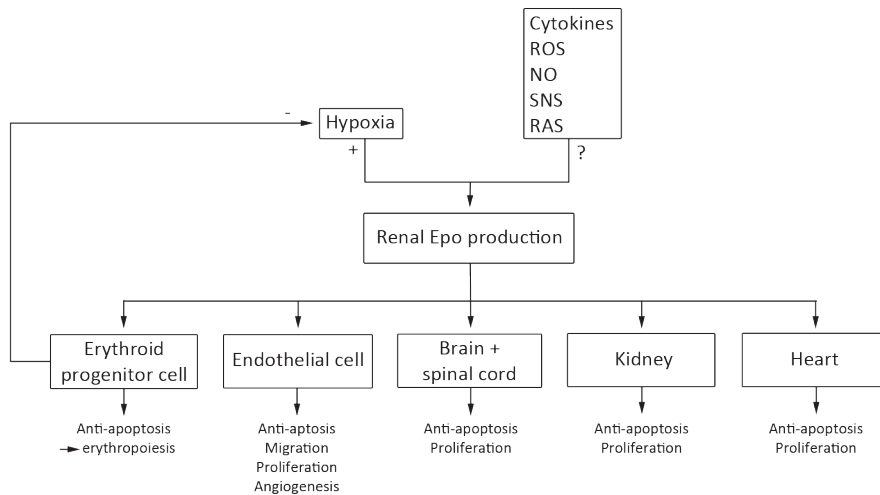 Cytokines
ROS
NO
SNS
RAS
-
Hypoxia
+
?
Renal Epo production
Erythroid
progenitor cell
Endothelial cell
Brain +
spinal cord
Kidney
Heart
Anti-apoptosis
erythropoiesis
Anti-aptosis
Migration
Proliferation
Angiogenesis
Anti-apoptosis
Proliferation
Anti-apoptosis
Proliferation
Anti-apoptosis
Proliferation